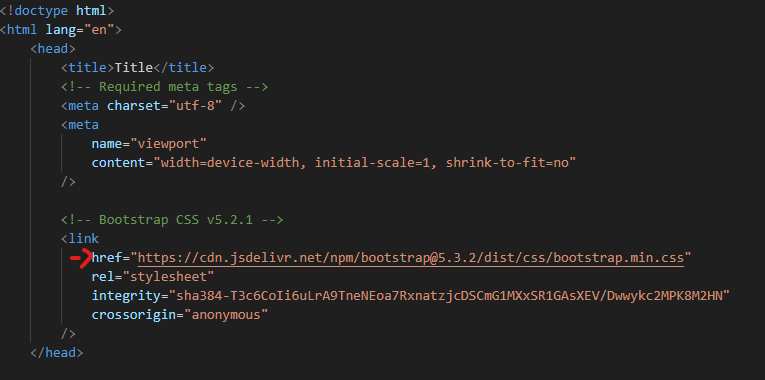 <!doctype html>
<html lang="en">
<head>
<title>Title</title>
<!-- Required meta tags -->
<meta charset="utf-8" />
<meta
name="viewport"
content="width=device-width, initial-scale=1, shrink-to-fit=no"
/>
<!-- Bootstrap CSS v5.2.1 -->
<link
href="https://cdn.jsdelivr.net/npm/bootstrap@5.3.2/dist/css/bootstrap.min.css"
rel="stylesheet"
integrity="sha384-T3c6CoIi6uLrA9TneNEoa7RxnatzjcDSCmG1MXxSR1GAsXEV/Dwwykc2MPK8M2HN"
crossorigin="anonymous"
/>
</head>